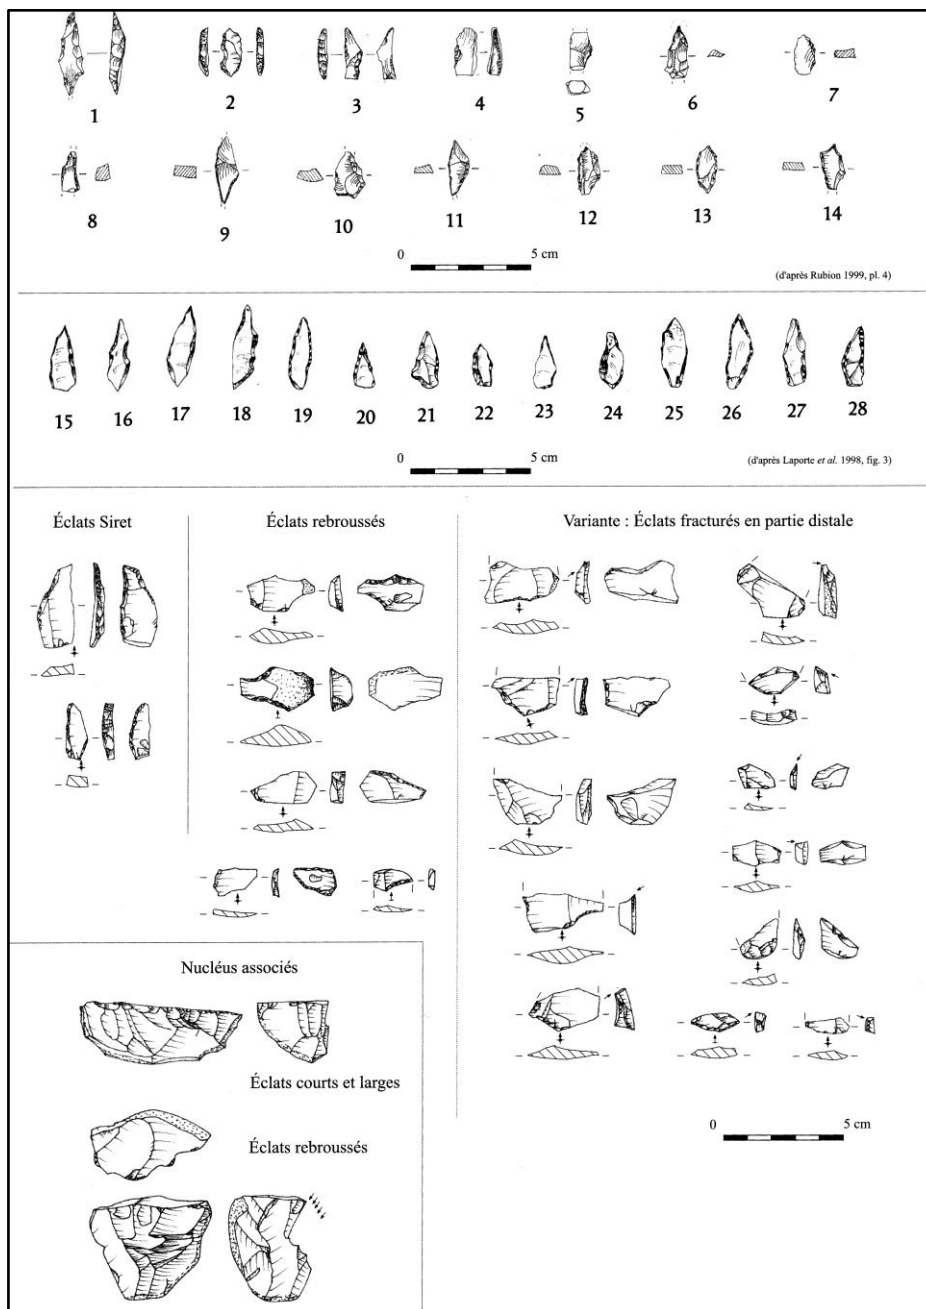 1 2 3 4 5 6 7
8 9 10 11 12 13 14
0 5 cm
(d'après Rubion 1999, pl. 4)
15 16 17 18 19 20 21 22 23 24 25 26 27 28
0 5 cm
(d'après Laporte et al. 1998, fig. 3)
Éclats Siret
Éclats rebroussés
Variante : Éclats fracturés en partie distale
Nucléus associés
Éclats courts et larges
Éclats rebroussés
0 5 cm